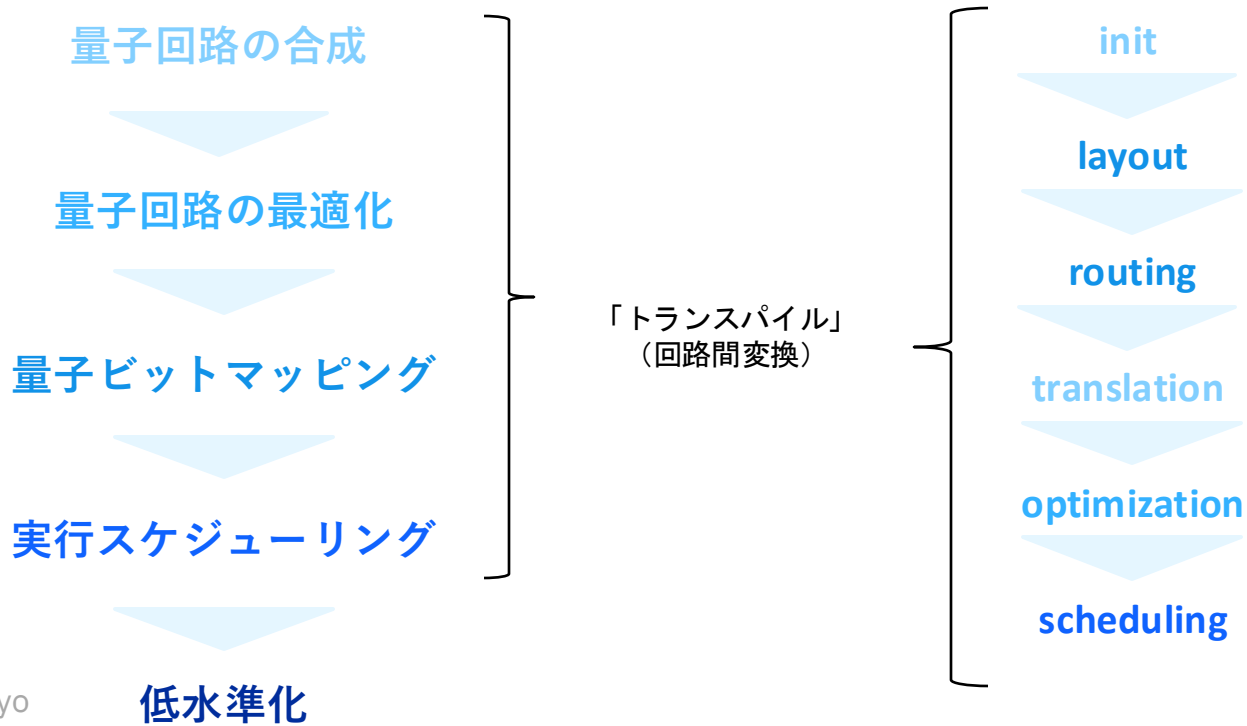 量子回路の合成
量子回路の最適化
量子ビットマッピング
実行スケジューリング
低水準化
yo
「トランスパイル」
（回路間変換）
init
layout
routing
translation
optimization
scheduling